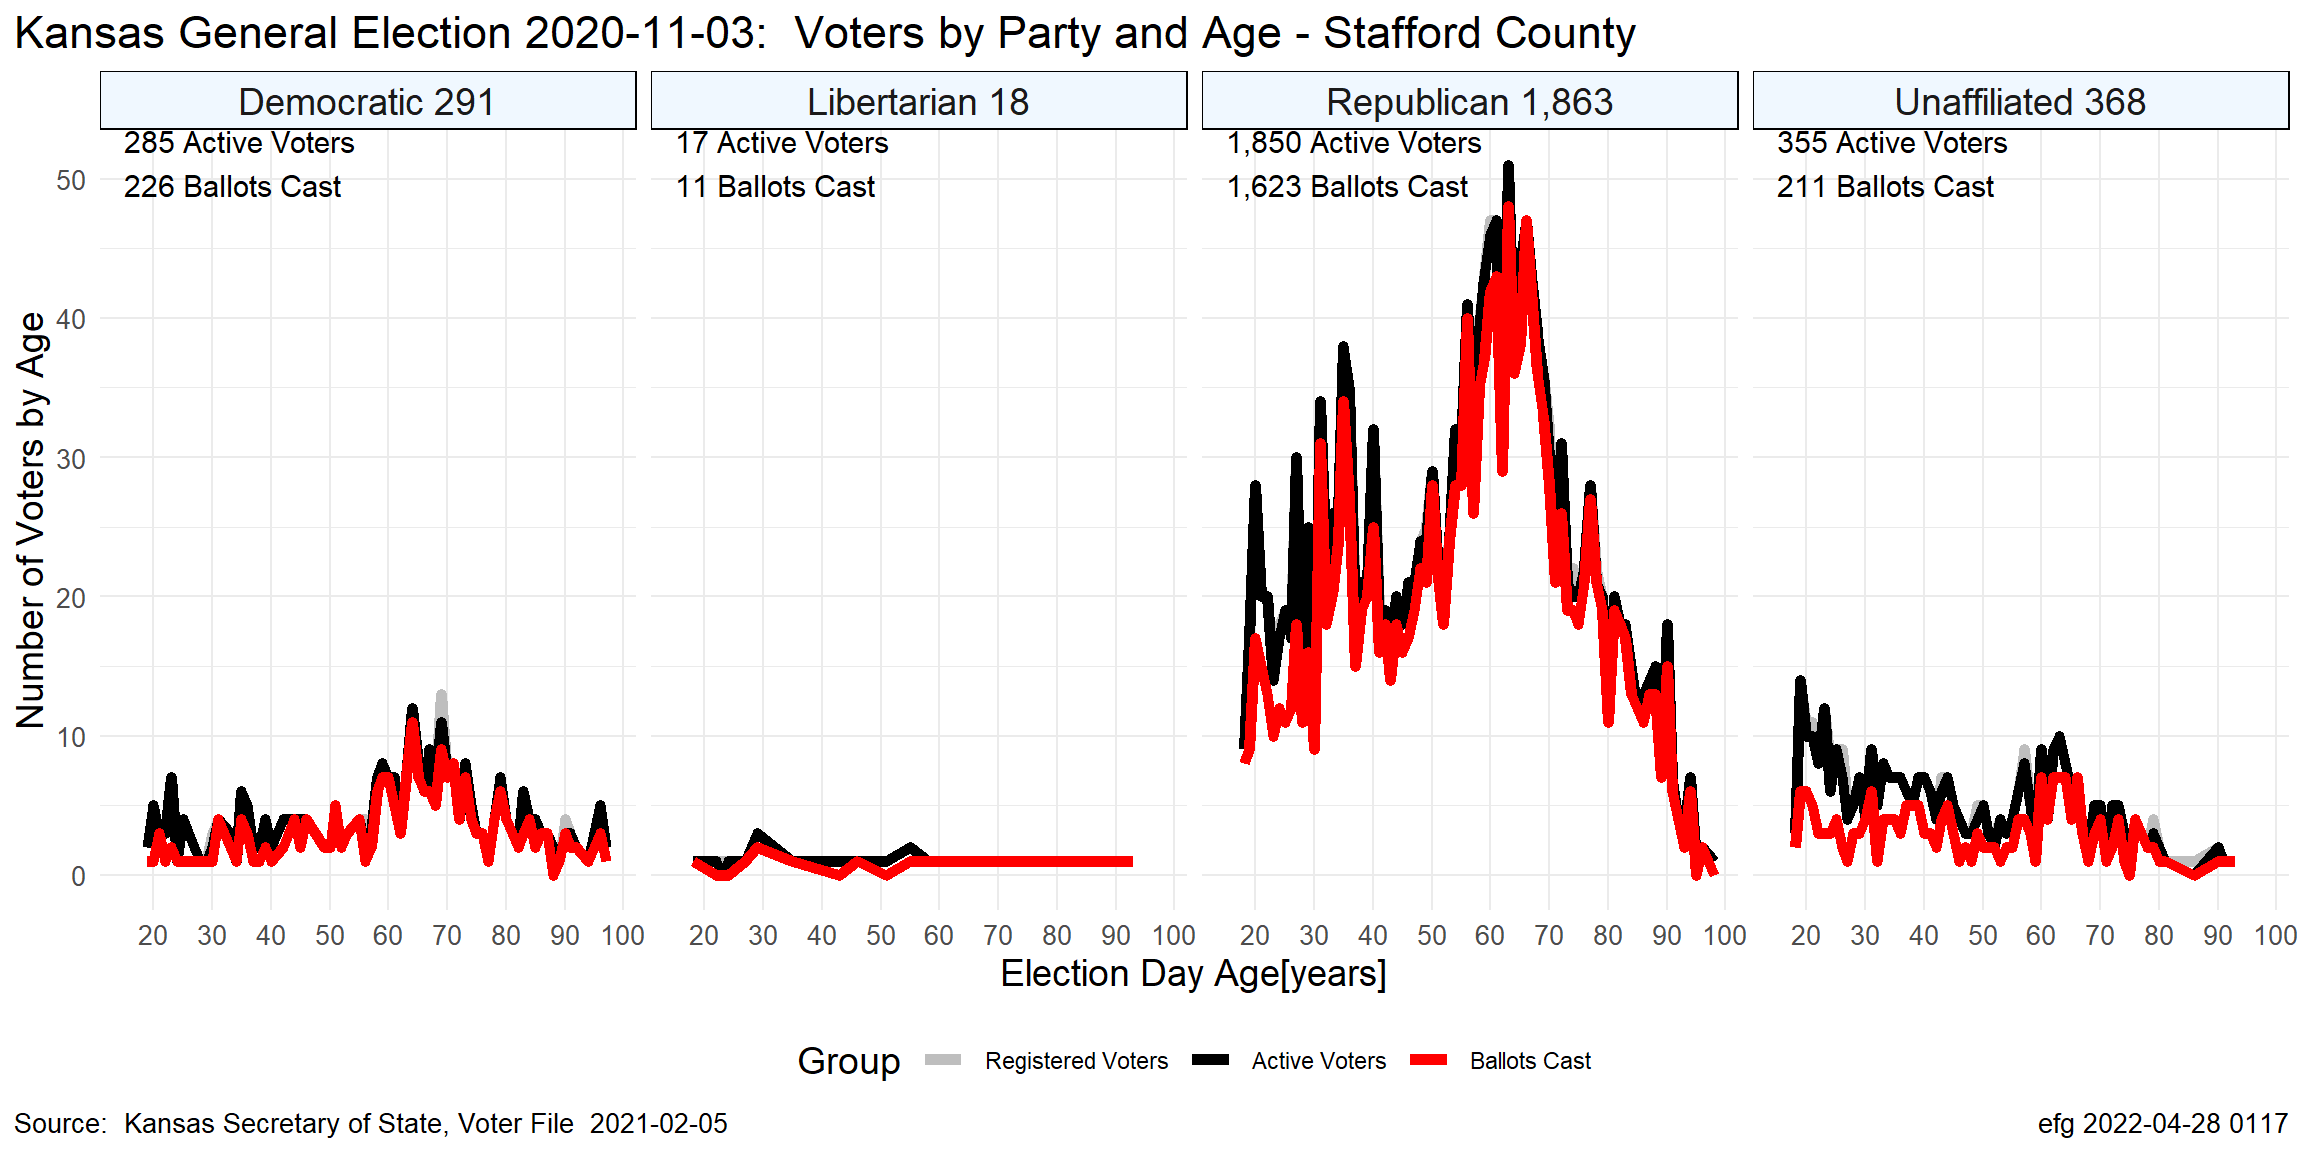 Kansas General Election 2020-11-03:  Voters by Party and Age - Stafford County
Democratic 291
Libertarian 18
Republican 1,863
Unaffiliated 368
285 Active Voters
226 Ballots Cast
17 Active Voters
11 Ballots Cast
1,850 Active Voters
1,623 Ballots Cast
355 Active Voters
211 Ballots Cast
Number of Voters by Age
50
40
30
20
10
0
20 30 40 50 60 70 80 90 100
20 30 40 50 60 70 80 90 100
20 30 40 50 60 70 80 90 100
20 30 40 50 60 70 80 90 100
Election Day Age[years]
Group Registered Voters Active Voters Ballots Cast
Source:  Kansas Secretary of State, Voter File  2021-02-05
efg 2022-04-28 0117